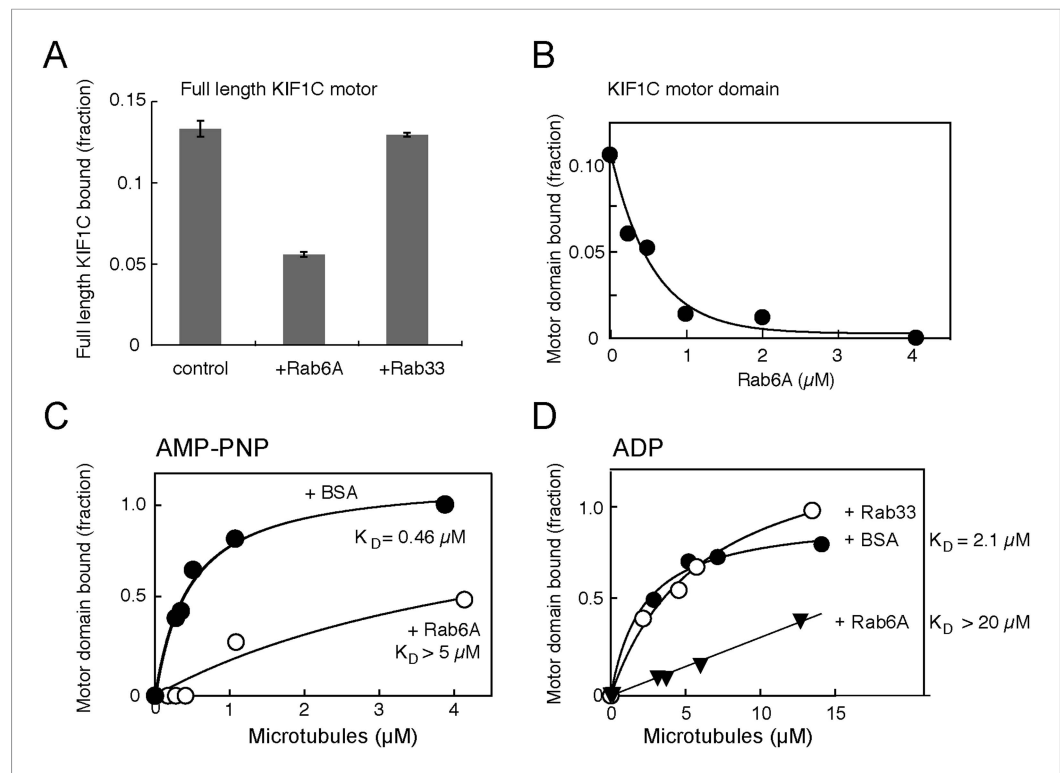 A
Full length KIF1C motor
Full length KIF1C bound (fraction)
0.15
0.1
0.05
0
control
+Rab6A
+Rab33
B
KIF1C motor domain
Motor domain bound (fraction)
0.10
0.05
0
0 1 2 3 4
Rab6A (µM)
C
AMP-PNP
Motor domain bound (fraction)
1.0
0.5
0
+ BSA
KD = 0.46 µM
+ Rab6A
KD > 5 µM
0 1 2 3 4
Microtubules (µM)
D
ADP
Motor domain bound (fraction)
1.0
0.5
0
+ Rab33
+ BSA KD = 2.1 µM
+ Rab6A KD > 20 µM
0 5 10 15
Microtubules (µM)